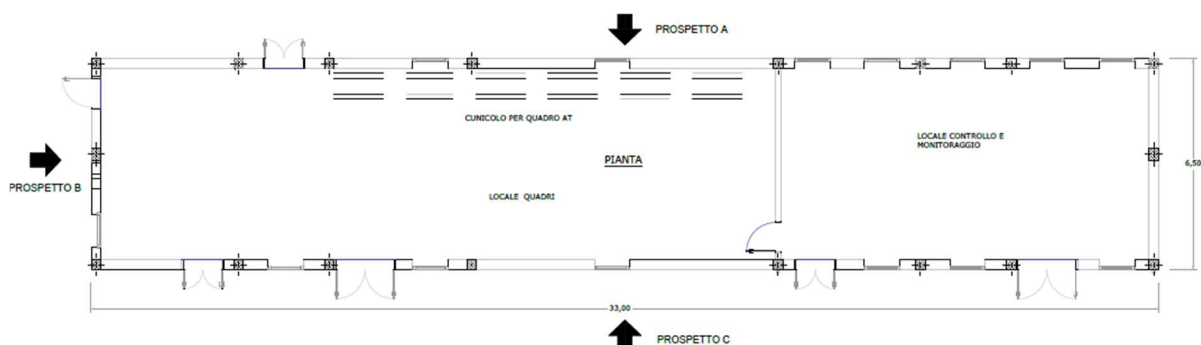 PROSPETTO A
CUNICOLO PER QUADRO AT
LOCALE CONTROLLO E
MONITORAGGIO
PIANTA
6,50
PROSPETTO B
LOCALE QUADRI
33,00
PROSPETTO C